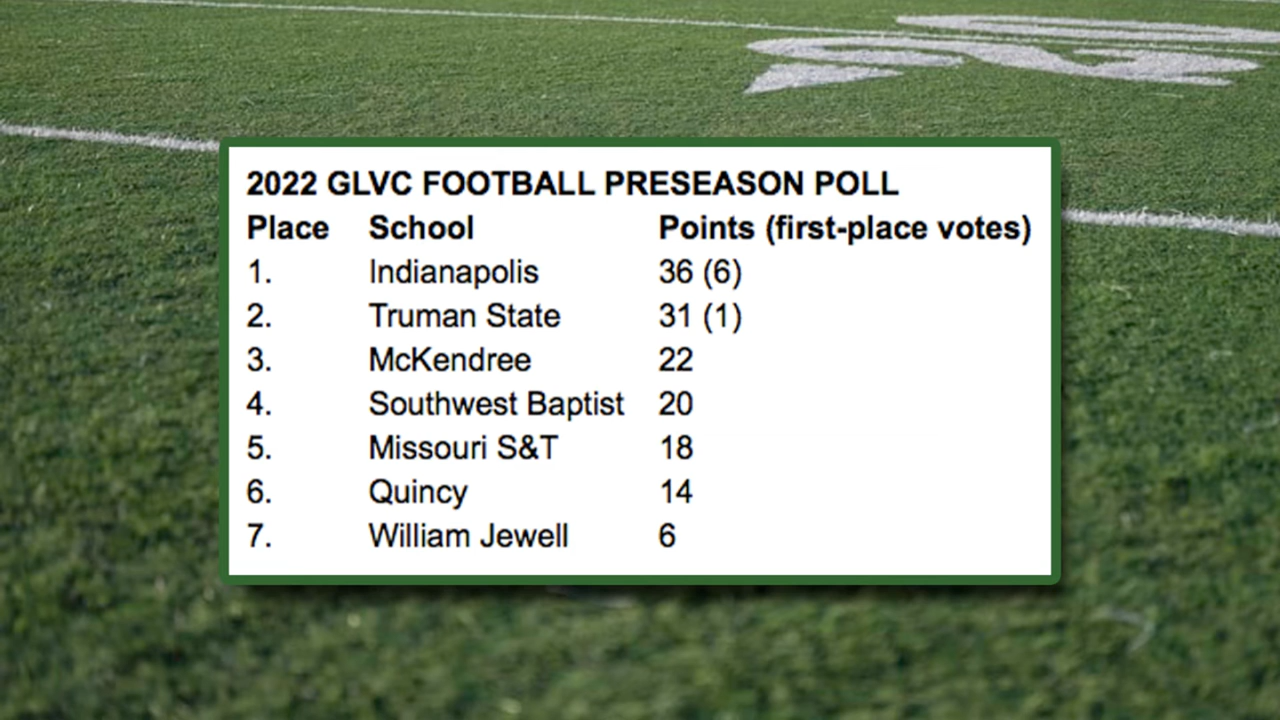 2022 GLVC FOOTBALL PRESEASON POLL
Place School Points (first-place votes)
1. Indianapolis 36 (6)
2. Truman State 31 (1)
3. McKendree 22
4. Southwest Baptist 20
5. Missouri S&T 18
6. Quincy 14
7. William Jewell 6